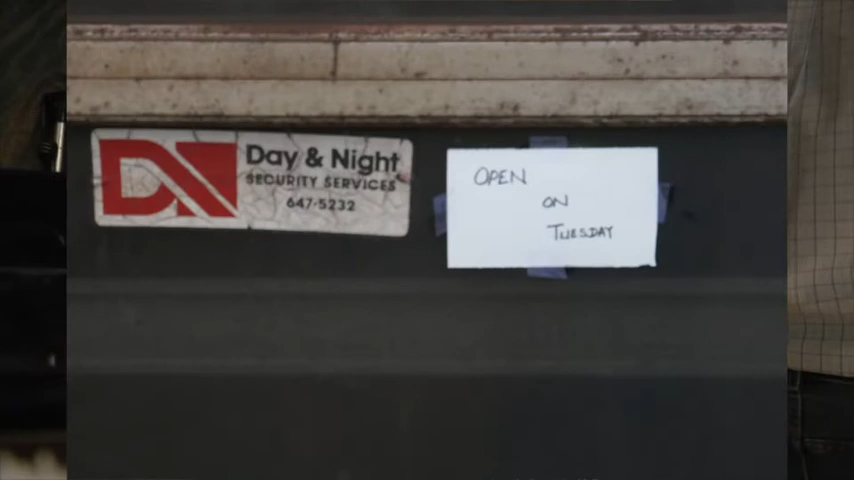 Day & Night
SECURITY SERVICES
647-5232
OPEN
ON
TUESDAY